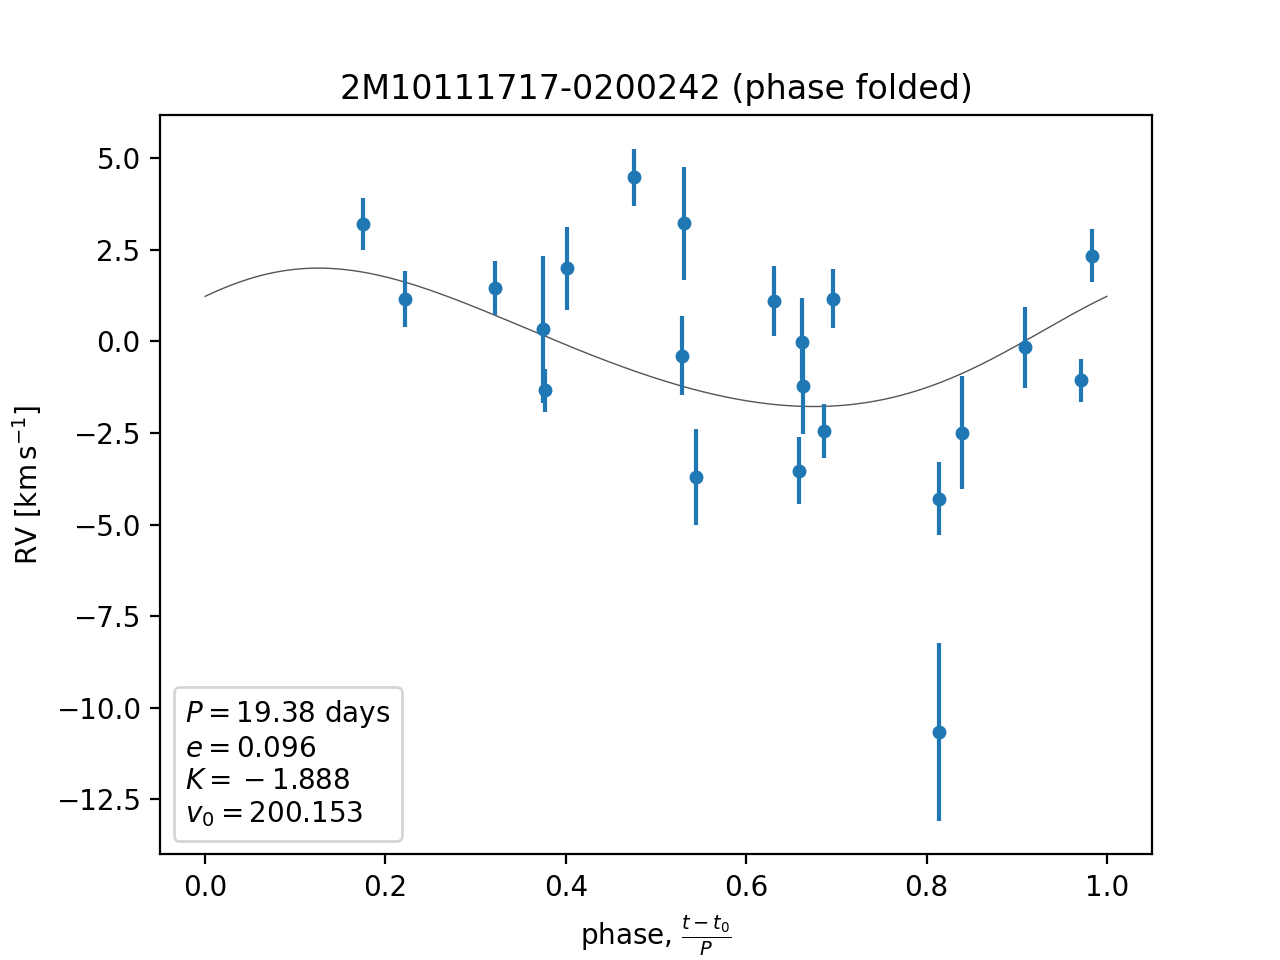 2M10111717-0200242 (phase folded)
RV [km s⁻¹]
5.0
2.5
0.0
−2.5
−5.0
−7.5
−10.0
−12.5
P = 19.38 days
e = 0.096
K = −1.888
v₀ = 200.153
0.0 0.2 0.4 0.6 0.8 1.0
phase, (t − t₀)/P